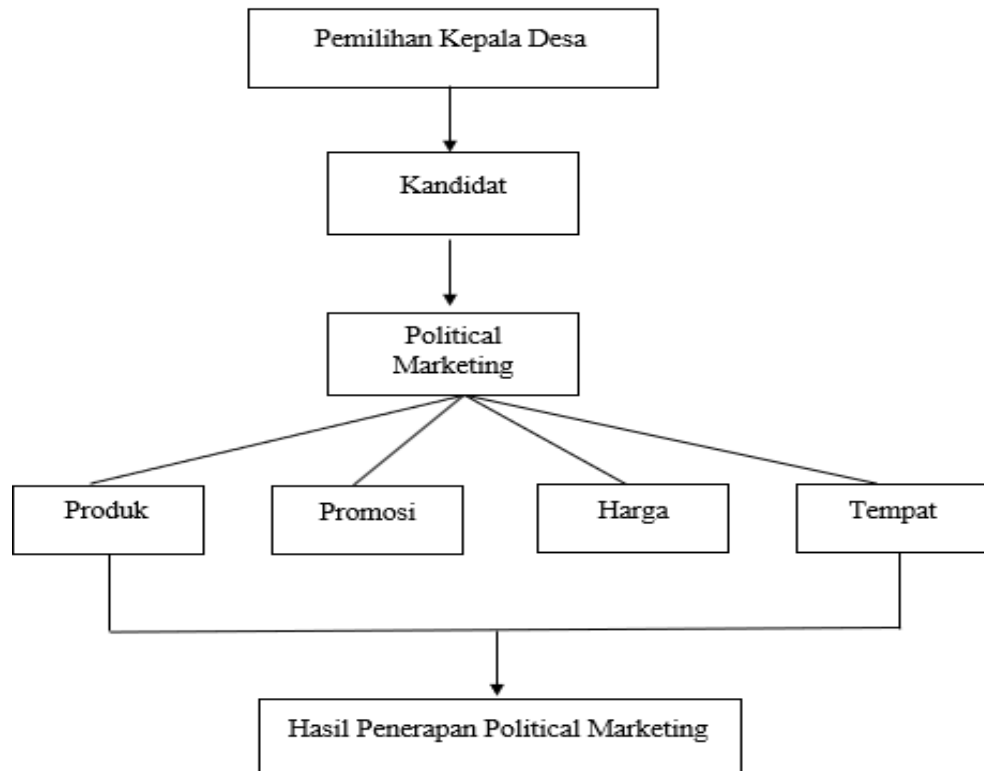 Pemilihan Kepala Desa
Kandidat
Political
Marketing
Produk
Promosi
Harga
Tempat
Hasil Penerapan Political Marketing